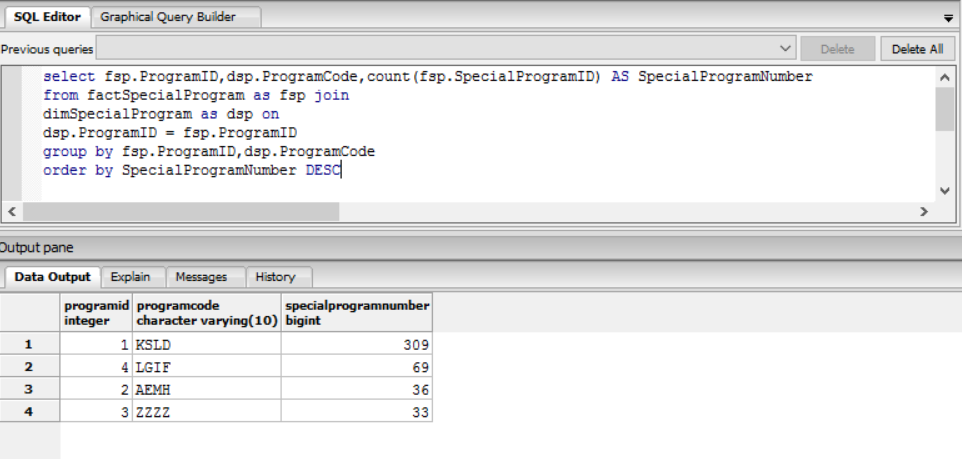 SQL Editor Graphical Query Builder
Previous queries Delete Delete All
select fsp.ProgramID,dsp.ProgramCode,count(fsp.SpecialProgramID) AS SpecialProgramNumber
from factSpecialProgram as fsp join
dimSpecialProgram as dsp on
dsp.ProgramID = fsp.ProgramID
group by fsp.ProgramID,dsp.ProgramCode
order by SpecialProgramNumber DESC
Output pane
Data Output Explain Messages History
programid programcode specialprogramnumber
integer character varying(10) bigint
1 1 KSLD 309
2 4 LGIF 69
3 2 AEMH 36
4 3 ZZZZ 33